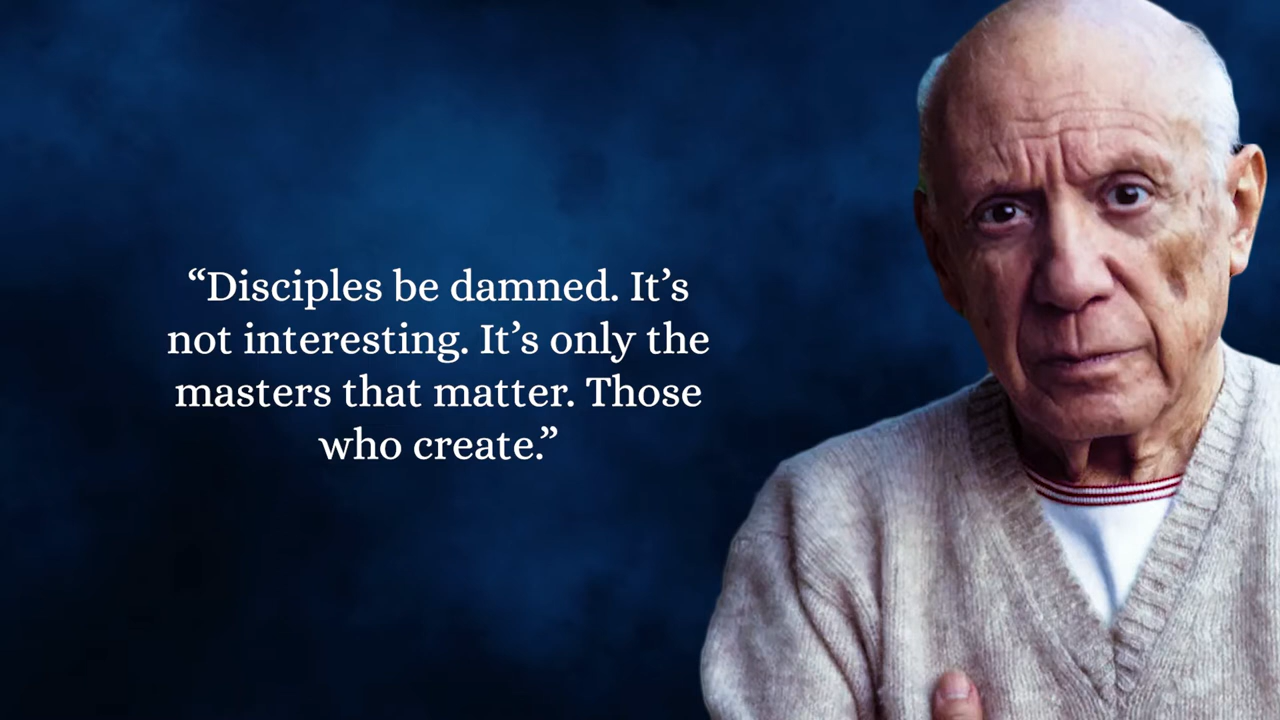 “Disciples be damned. It’s
not interesting. It’s only the
masters that matter. Those
who create.”